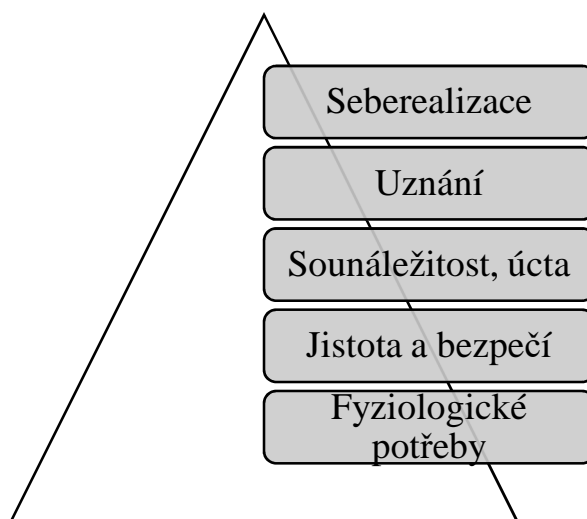 Seberealizace
Uznání
Sounáležitost, úcta
Jistota a bezpečí
Fyziologické
potřeby